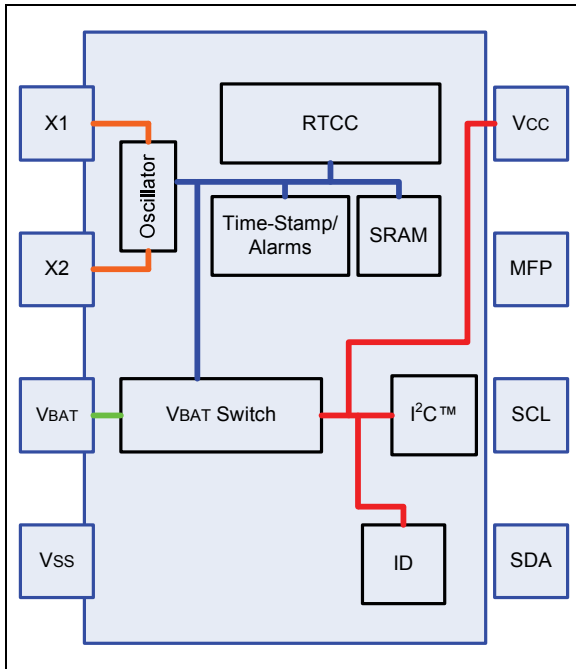 X1
Oscillator
RTCC
VCC
X2
Time-Stamp/
Alarms
SRAM
MFP
VBAT
VBAT Switch
I²C™
SCL
VSS
ID
SDA